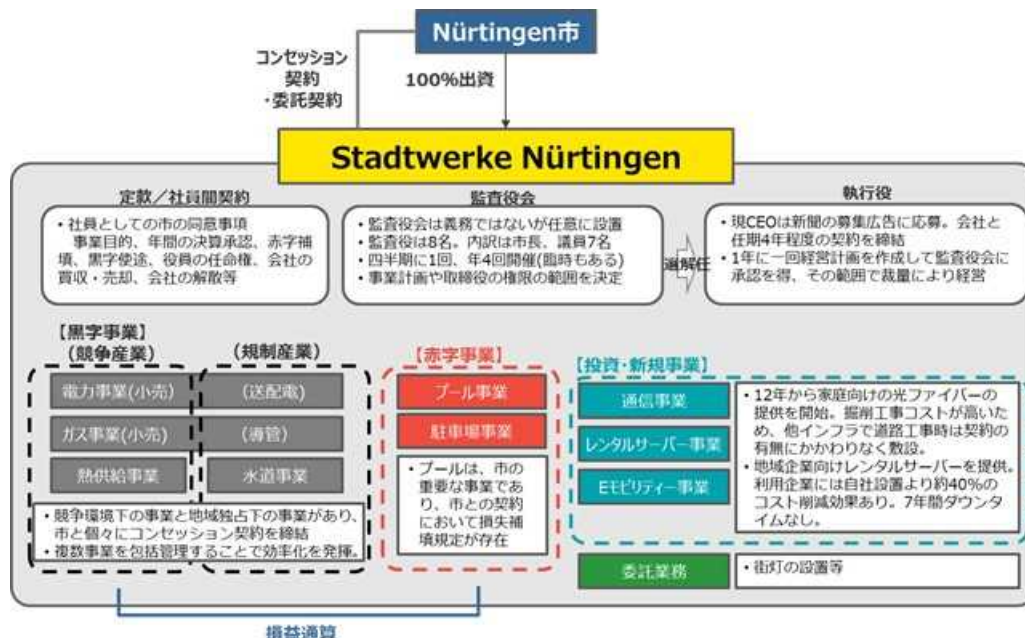 Nürtingen市
コンセッション
契約
・委託契約
100%出資
Stadtwerke Nürtingen
定款／社員間契約
・社員としての市の同意事項
事業目的、年間の決算承認、赤字補
填、黒字使途、役員の任命権、会社の
買収・売却、会社の解散等
監査役会
・監査役会は義務ではないが任意に設置
・監査役は8名。内訳は市長、議員7名
・四半期に1回、年4回開催(臨時もある)
・事業計画や取締役の権限の範囲を決定
選解任
執行役
・現CEOは新聞の募集広告に応募。会社と
任期4年程度の契約を締結
・1年に一回経営計画を作成して監査役会に
承認を得、その範囲で裁量により経営
【黒字事業】
(競争産業)
(規制産業)
電力事業(小売)
(送配電)
ガス事業(小売)
(導管)
熱供給事業
水道事業
・競争環境下の事業と地域独占下の事業があり、
市と個々にコンセッション契約を締結
・複数事業を包括管理することで効率化を発揮。
【赤字事業】
プール事業
駐車場事業
・プールは、市の
重要な事業で
あり、市との契約
において損失補
填規定が存在
【投資・新規事業】
通信事業
レンタルサーバー事業
Eモビリティー事業
・12年から家庭向けの光ファイバーの
提供を開始。掘削工事コストが高いた
め、他インフラで道路工事時は契約の
有無にかかわりなく敷設。
・地域企業向けレンタルサーバーを提供。
利用企業には自社設置より約40%の
コスト削減効果あり。7年間ダウンタ
イムなし。
委託業務
・街灯の設置等
損益通算